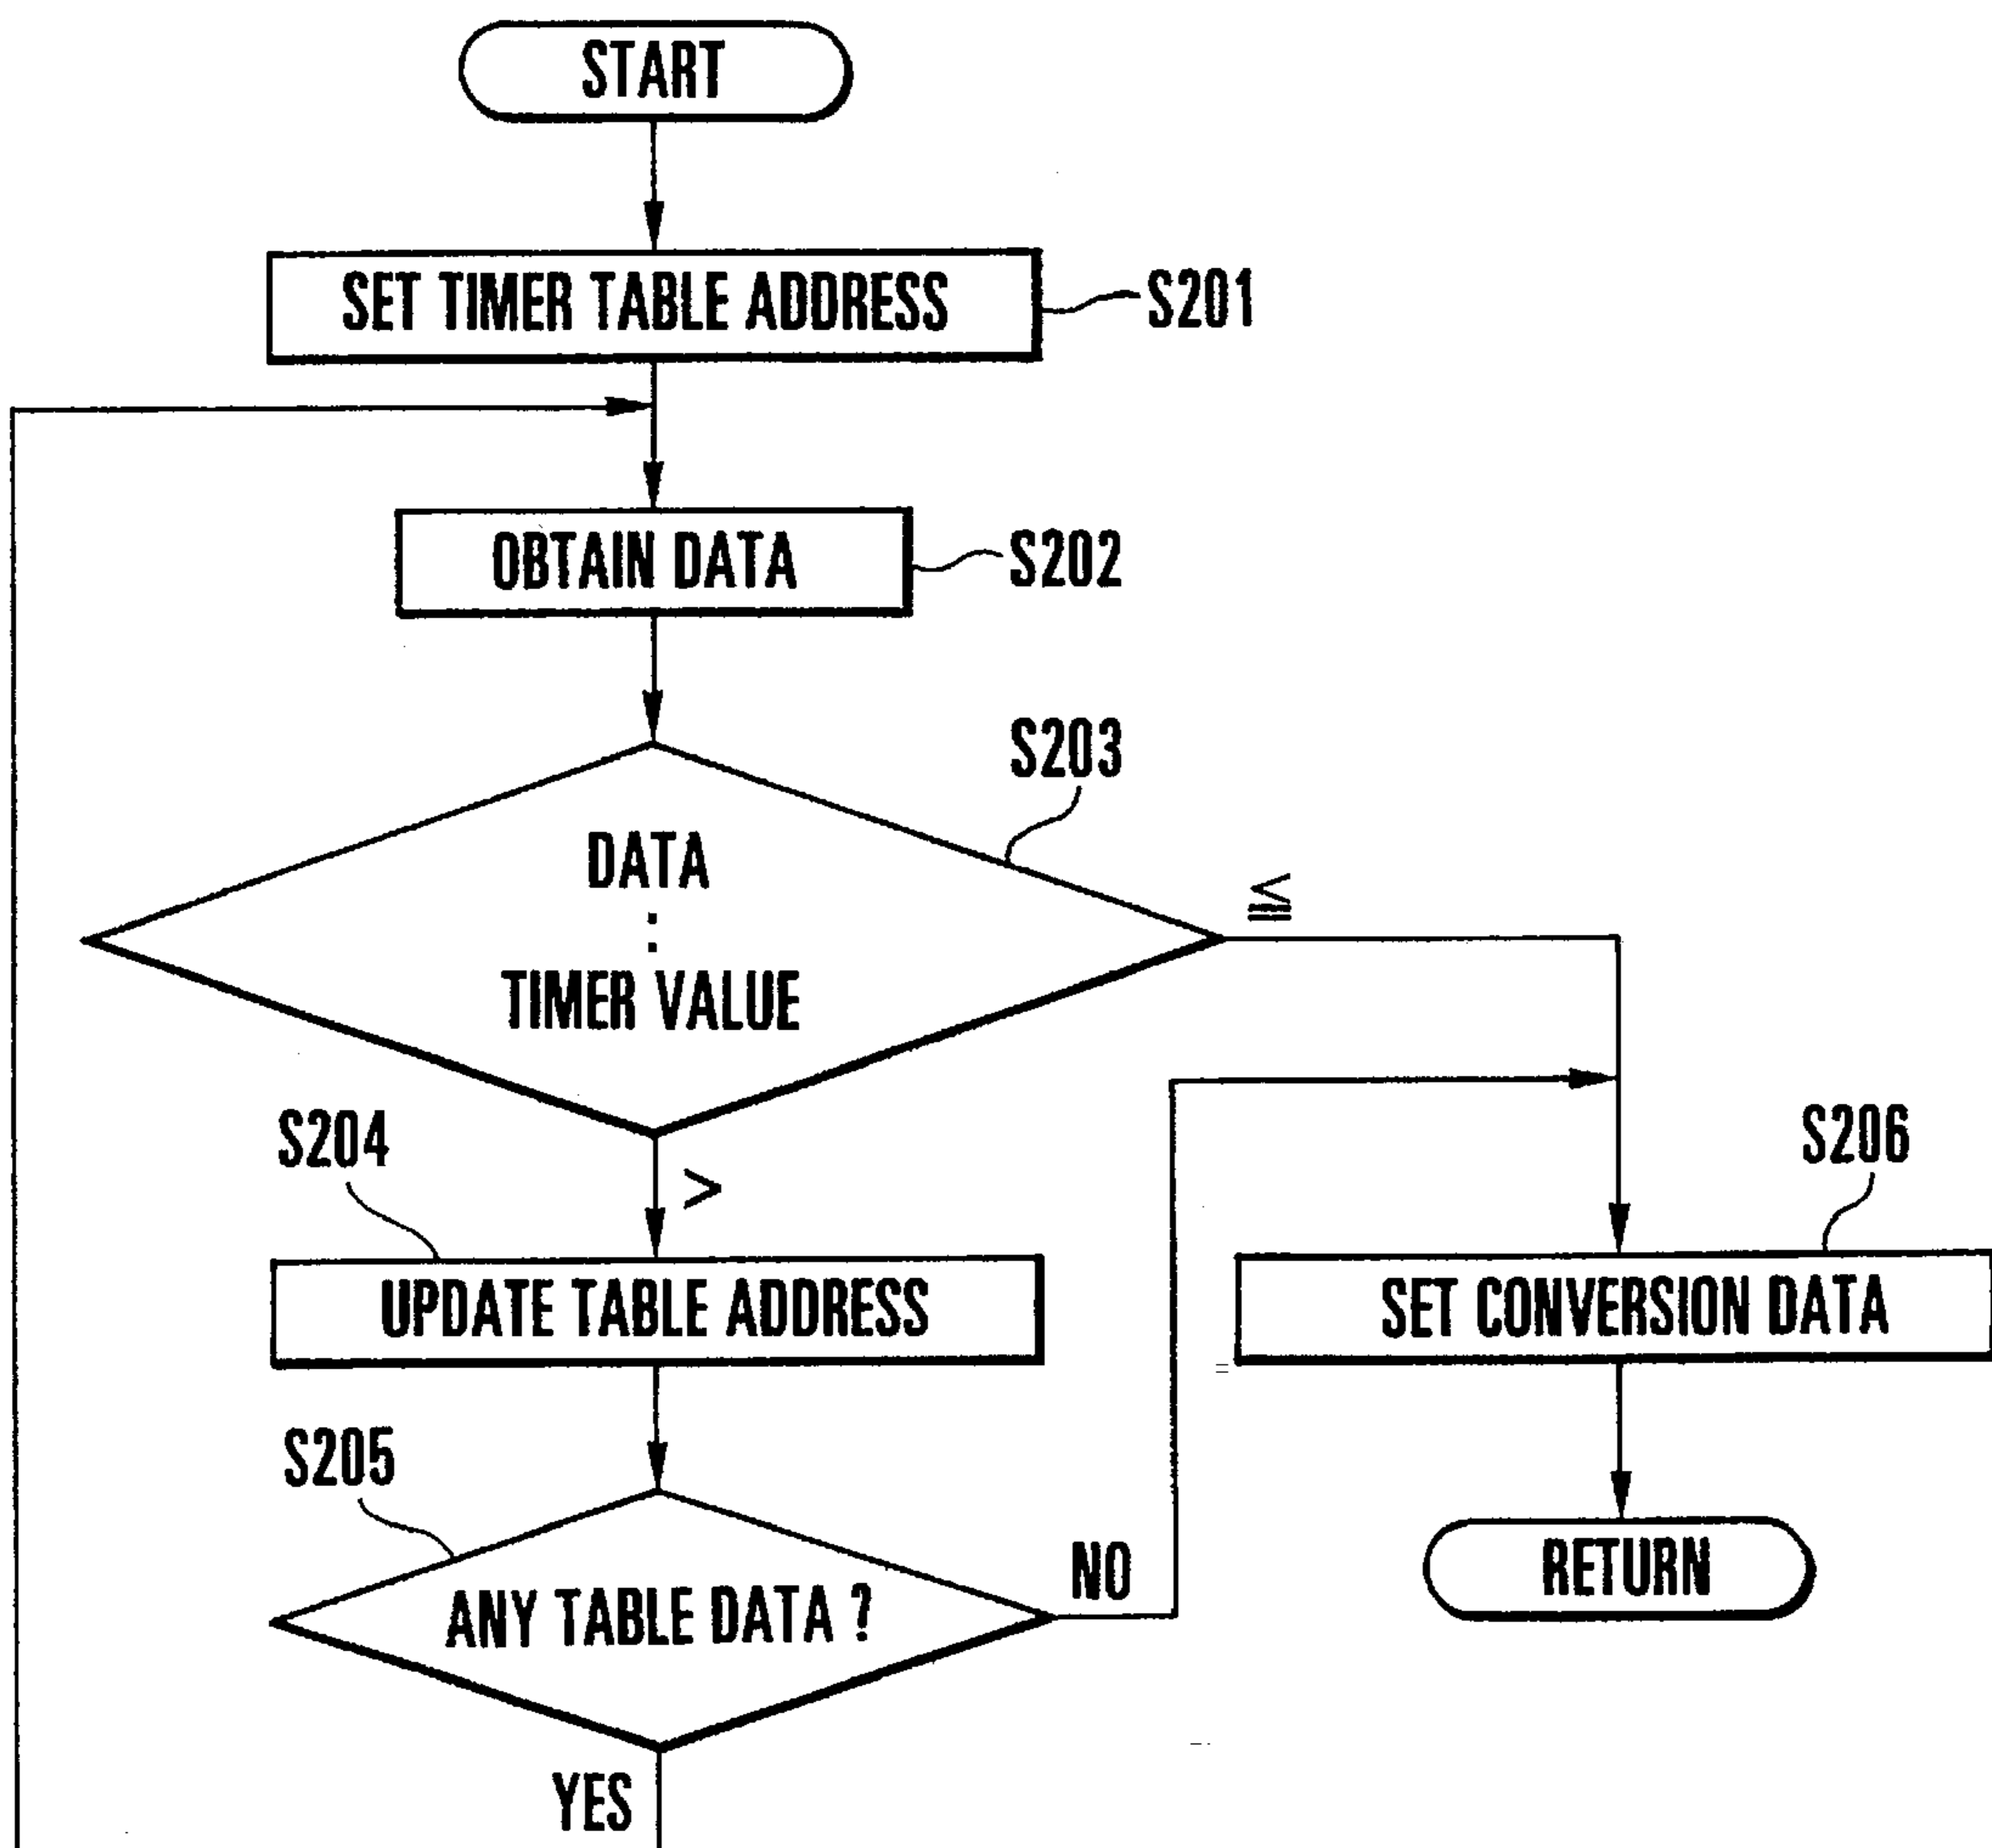 START
SET TIMER TABLE ADDRESS
S201
OBTAIN DATA
S202
S203
DATA
:
TIMER VALUE
≦
S204
>
S206
UPDATE TABLE ADDRESS
SET CONVERSION DATA
S205
ANY TABLE DATA ?
NO
RETURN
YES